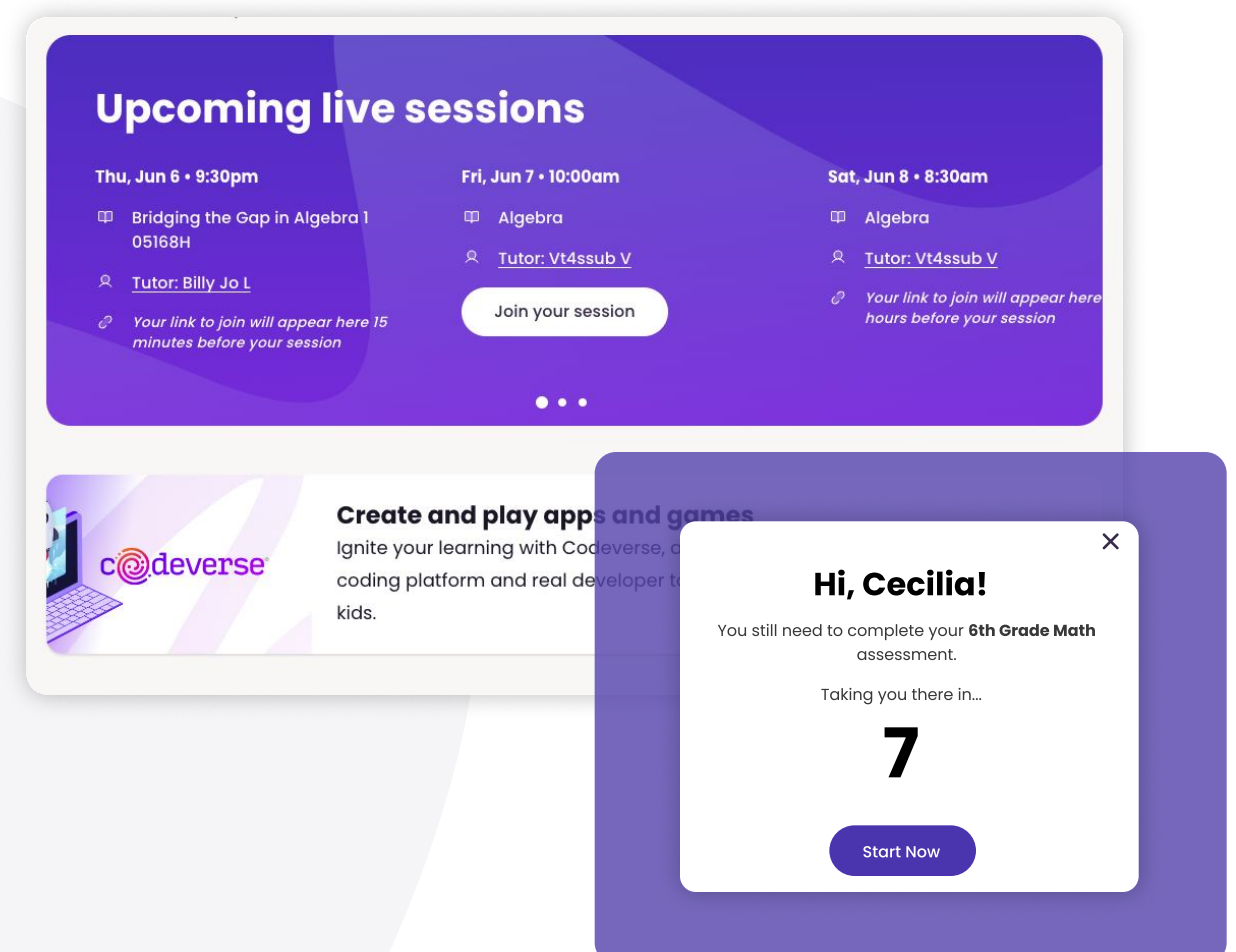 Upcoming live sessions
Thu, Jun 6 • 9:30pm
Bridging the Gap in Algebra 1
05168H
Tutor: Billy Jo L
Your link to join will appear here 15
minutes before your session
Fri, Jun 7 • 10:00am
Algebra
Tutor: Vt4ssub V
Join your session
Sat, Jun 8 • 8:30am
Algebra
Tutor: Vt4ssub V
Your link to join will appear here
hours before your session
codeverse
Create and play apps and games
Ignite your learning with Codeverse, a
coding platform and real developer
kids.
Hi, Cecilia!
You still need to complete your 6th Grade Math
assessment.
Taking you there in...
7
Start Now